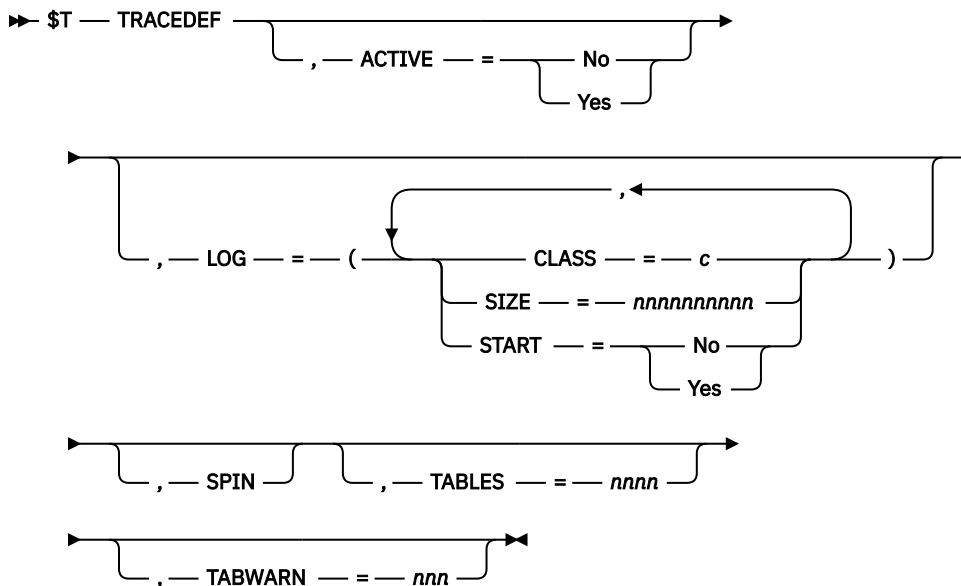 $T TRACEDEF
, ACTIVE = No
Yes
,
, LOG = ( CLASS = c )
SIZE = nnnnnnnnnn
START = No
Yes
, SPIN , TABLES = nnnn
, TABWARN = nnn